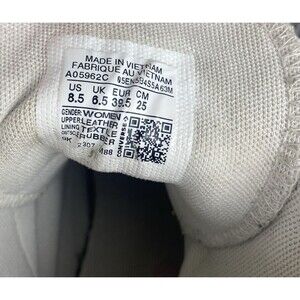 MADE IN VIETNAM
FABRIQUE AU VIETNAM
A05962C
US UK EUR CM
8.5 6.5 39.5 25
GENDER: WOMEN
UPPER LEATHER
LINING TEXTILE
RUBBER
2307
CONVERSE